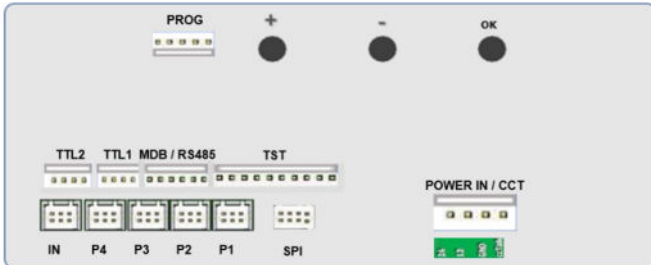 PROG + - OK
TTL2 TTL1 MDB / RS485 TST
POWER IN / CCT
IN P4 P3 P2 P1 SPI